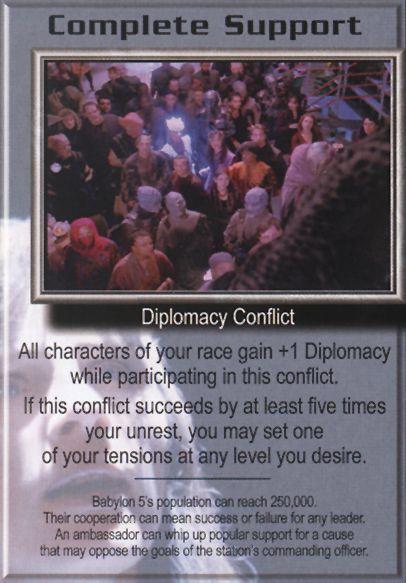 Complete Support
Diplomacy Conflict
All characters of your race gain +1 Diplomacy
while participating in this conflict.
If this conflict succeeds by at least five times
your unrest, you may set one
of your tensions at any level you desire.
Babylon 5's population can reach 250,000.
Their cooperation can mean success or failure for any leader.
An ambassador can whip up popular support for a cause
that may oppose the goals of the station's commanding officer.